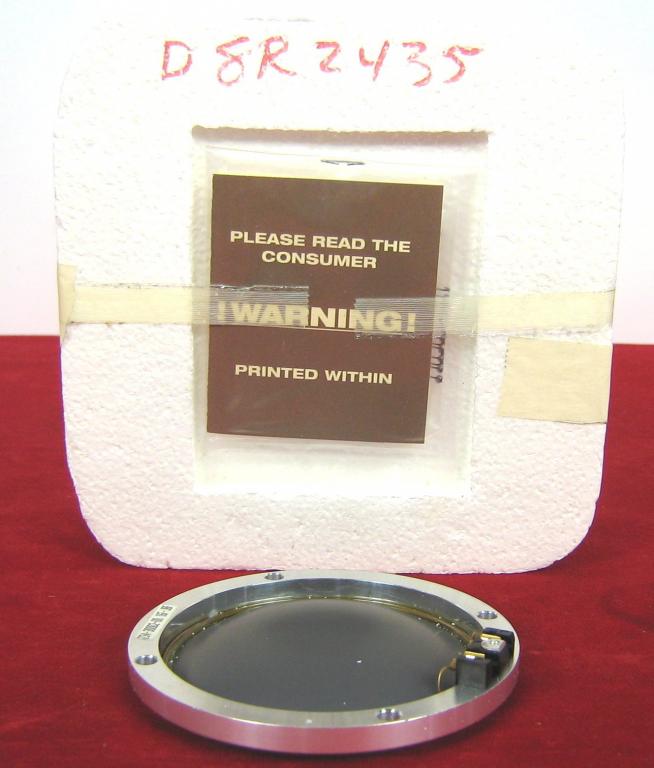 D8R2435
PLEASE READ THE
CONSUMER
! WARNING!
PRINTED WITHIN